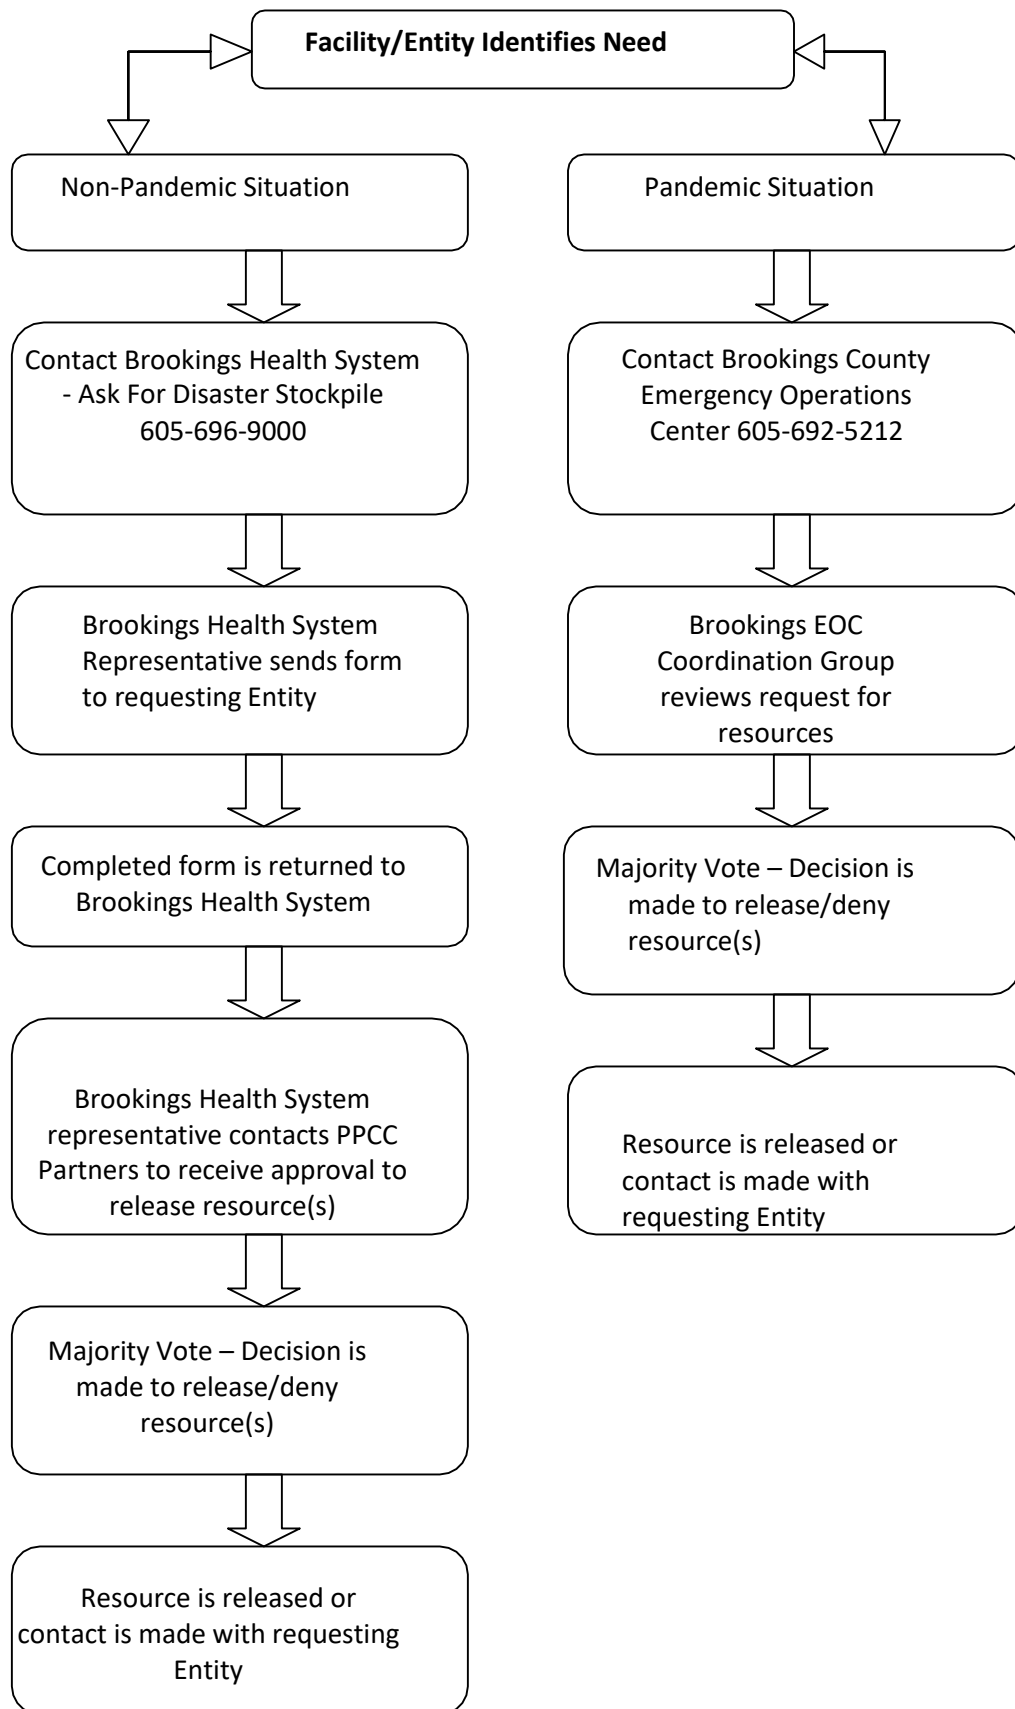 Facility/Entity Identifies Need
Non-Pandemic Situation
Contact Brookings Health System
- Ask For Disaster Stockpile
605-696-9000
Brookings Health System
Representative sends form
to requesting Entity
Completed form is returned to
Brookings Health System
Brookings Health System
representative contacts PPCC
Partners to receive approval to
release resource(s)
Majority Vote – Decision is
made to release/deny
resource(s)
Resource is released or
contact is made with requesting
Entity
Pandemic Situation
Contact Brookings County
Emergency Operations
Center 605-692-5212
Brookings EOC
Coordination Group
reviews request for
resources
Majority Vote – Decision is
made to release/deny
resource(s)
Resource is released or
contact is made with
requesting Entity